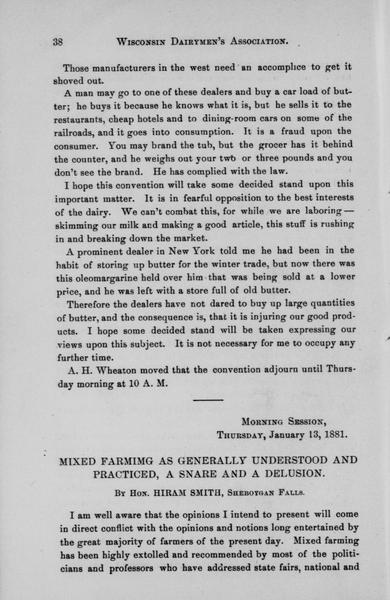 38 WISCONSIN DAIRYMEN'S ASSOCIATION.
Those manufacturers in the west need an accomplice to get it
shoved out.
A man may go to one of these dealers and buy a car load of but-
ter; he buys it because he knows what it is, but he sells it to the
restaurants, cheap hotels and to dining-room cars on some of the
railroads, and it goes into consumption. It is a fraud upon the
consumer. You may brand the tub, but the grocer has it behind
the counter, and he weighs out your two or three pounds and you
don't see the brand. He has complied with the law.
I hope this convention will take some decided stand upon this
important matter. It is in fearful opposition to the best interests
of the dairy. We can't combat this, for while we are laboring —
skimming our milk and making a good article, this stuff is rushing
in and breaking down the market.
A prominent dealer in New York told me he had been in the
habit of storing up butter for the winter trade, but now there was
this oleomargarine held over him that was being sold at a lower
price, and he was left with a store full of old butter.
Therefore the dealers have not dared to buy up large quantities
of butter, and the consequence is, that it is injuring our good prod-
ucts. I hope some decided stand will be taken expressing our
views upon this subject. It is not necessary for me to occupy any
further time.
A. H. Wheaton moved that the convention adjourn until Thurs-
day morning at 10 A. M.
MORNING SESSION,
THURSDAY, January 13, 1881.
MIXED FARMIMG AS GENERALLY UNDERSTOOD AND
PRACTICED, A SNARE AND A DELUSION.
BY HON. HIRAM SMITH, SHEBOYGAN FALLS.
I am well aware that the opinions I intend to present will come
in direct conflict with the opinions and notions long entertained by
the great majority of farmers of the present day. Mixed farming
has been highly extolled and recommended by most of the politi-
cians and professors who have addressed state fairs, national and